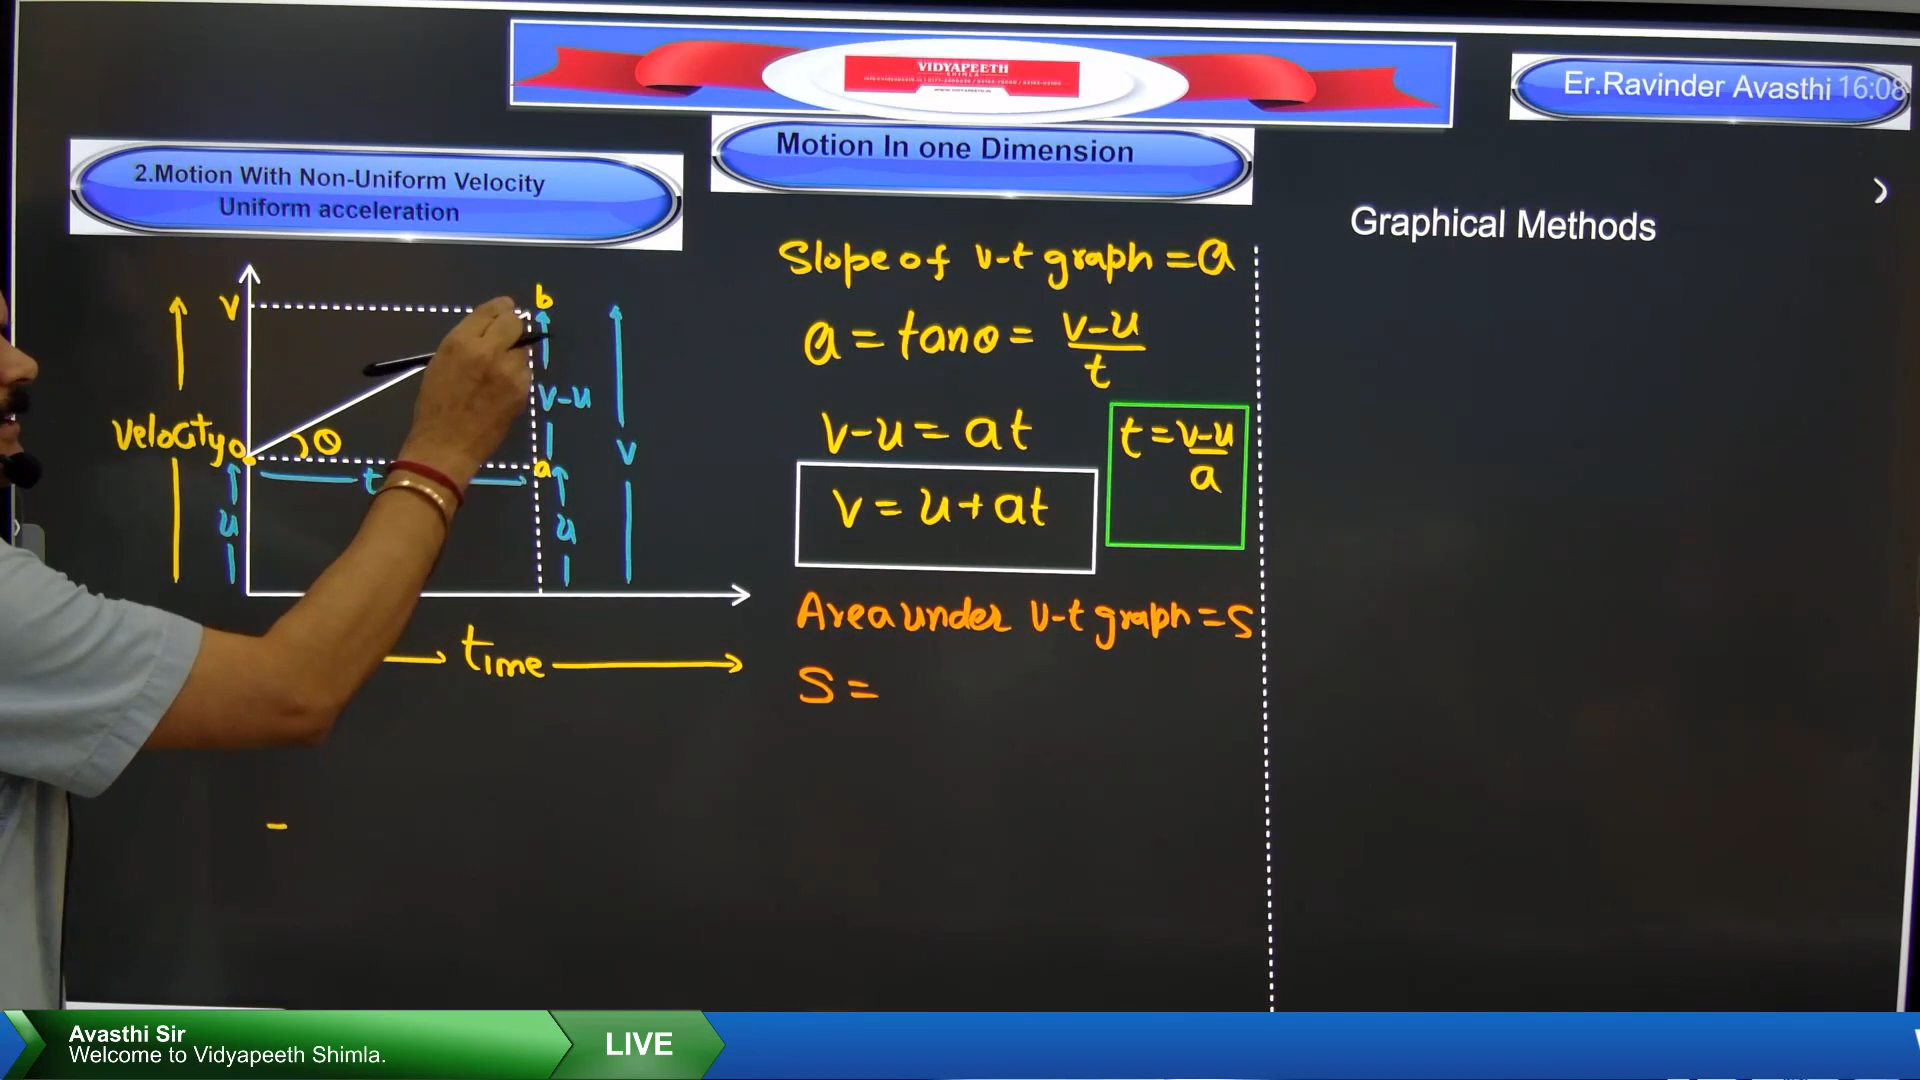 VIDYAPEETH
SHIMLA
Er.Ravinder Avasthi 16:08
Motion In one Dimension
2.Motion With Non-Uniform Velocity
Uniform acceleration
Graphical Methods
Slope of v-t graph = a
a = tanθ = v-u/t
v-u = at
t = v-u/a
v = u+at
Area under v-t graph = S
S =
v
b
v-u
v
Velocity
o
θ
a
t
u
u
time
Avasthi Sir
Welcome to Vidyapeeth Shimla.
LIVE